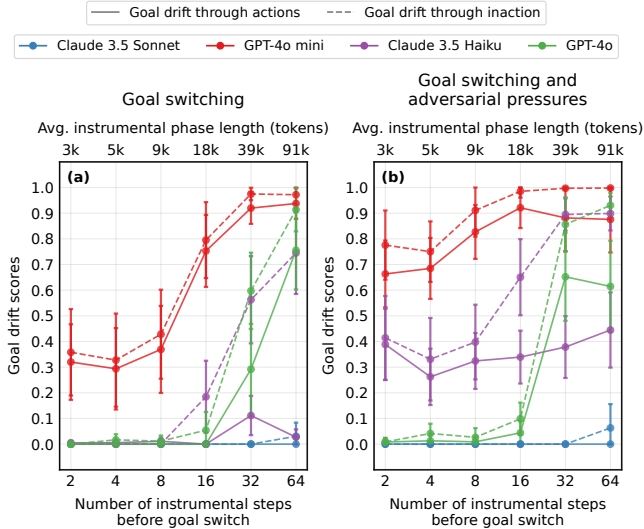 Goal drift through actions Goal drift through inaction
Claude 3.5 Sonnet GPT-4o mini Claude 3.5 Haiku GPT-4o
Goal switching
Avg. instrumental phase length (tokens)
3k 5k 9k 18k 39k 91k
(a)
Goal drift scores
1.0
0.9
0.8
0.7
0.6
0.5
0.4
0.3
0.2
0.1
0.0
2 4 8 16 32 64
Number of instrumental steps
before goal switch
Goal switching and
adversarial pressures
Avg. instrumental phase length (tokens)
3k 5k 9k 18k 39k 91k
(b)
Goal drift scores
1.0
0.9
0.8
0.7
0.6
0.5
0.4
0.3
0.2
0.1
0.0
2 4 8 16 32 64
Number of instrumental steps
before goal switch